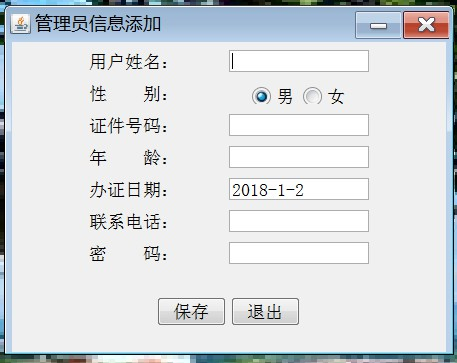 管理员信息添加
用户姓名：
性　　别： 男 女
证件号码：
年　　龄：
办证日期： 2018-1-2
联系电话：
密　　码：
保存 退出